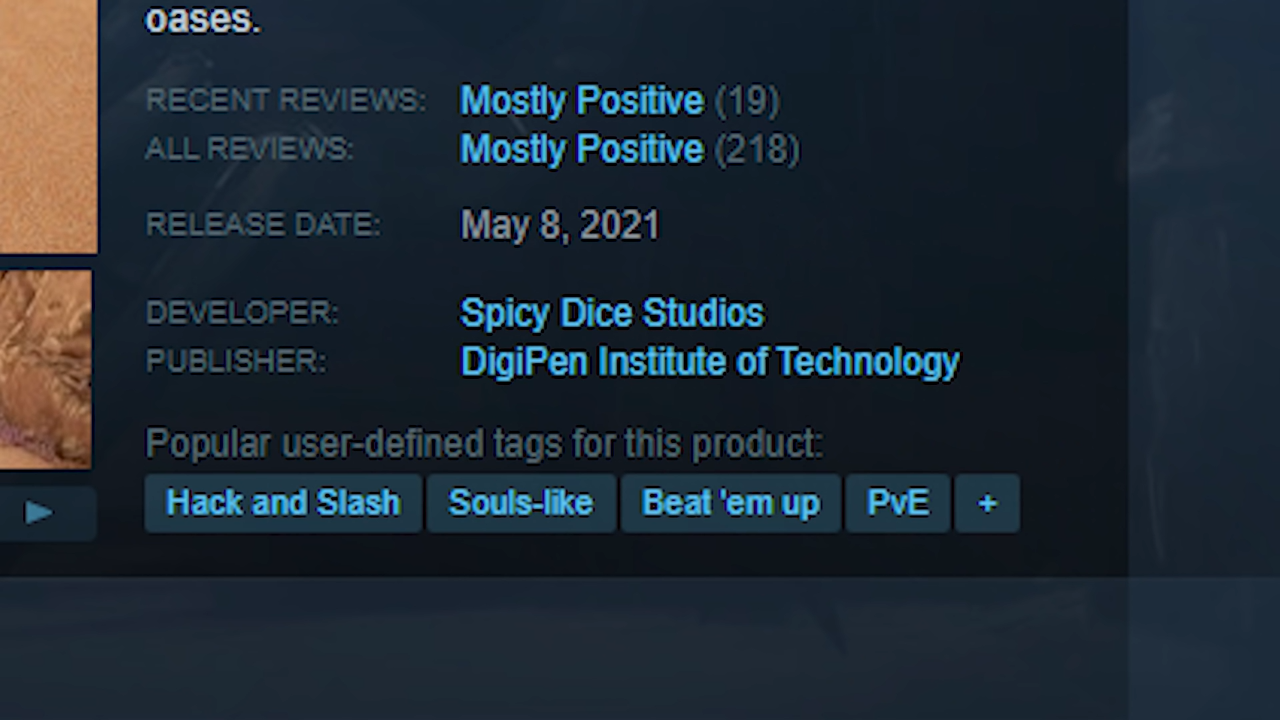 oases.
RECENT REVIEWS: Mostly Positive (19)
ALL REVIEWS: Mostly Positive (218)
RELEASE DATE: May 8, 2021
DEVELOPER: Spicy Dice Studios
PUBLISHER: DigiPen Institute of Technology
Popular user-defined tags for this product:
Hack and Slash Souls-like Beat 'em up PvE +